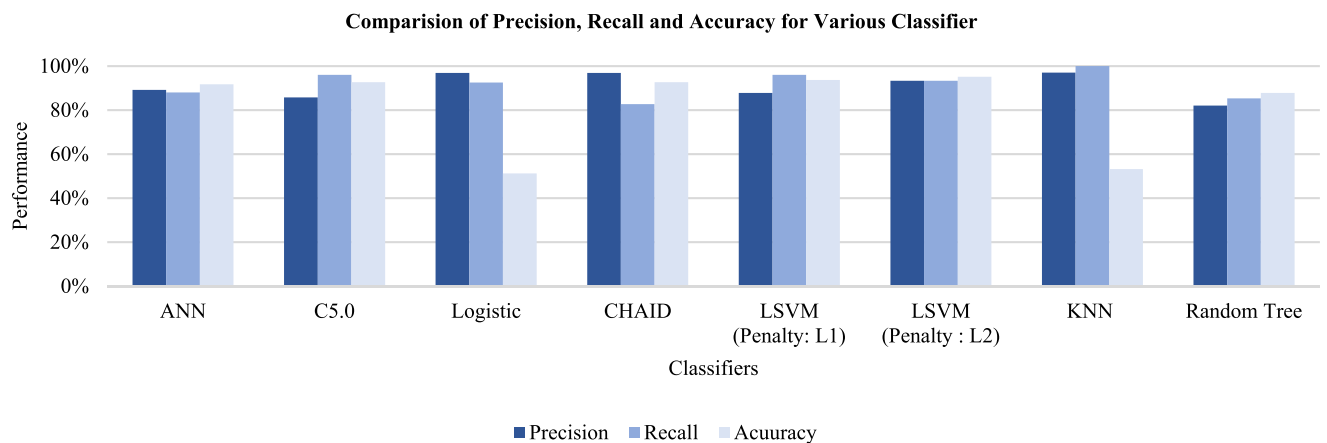 Comparision of Precision, Recall and Accuracy for Various Classifier
100%
80%
60%
40%
20%
0%
Performance
ANN
C5.0
Logistic
CHAID
LSVM
(Penalty: L1)
LSVM
(Penalty : L2)
KNN
Random Tree
Classifiers
Precision
Recall
Acuuracy